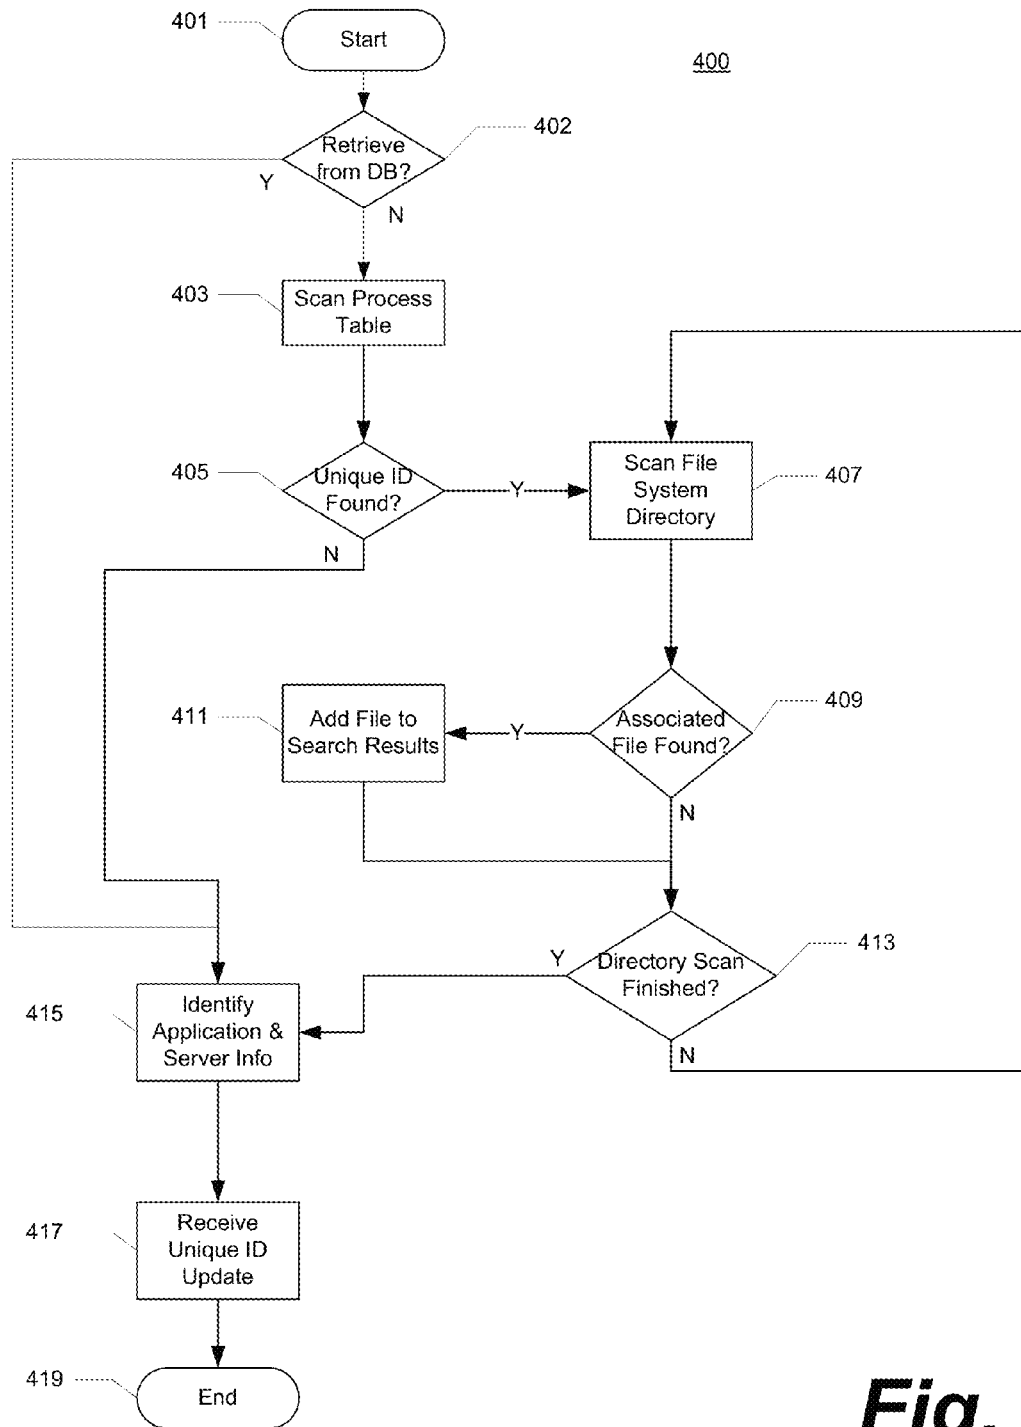 401
Start
400
402
Retrieve
from DB?
Y
N
403
Scan Process
Table
405
Unique ID
Found?
Y
N
Scan File
System
Directory
407
411
Add File to
Search Results
Y
Associated
File Found?
409
N
Y
Directory Scan
Finished?
413
N
415
Identify
Application &
Server Info
417
Receive
Unique ID
Update
419
End
Fig.